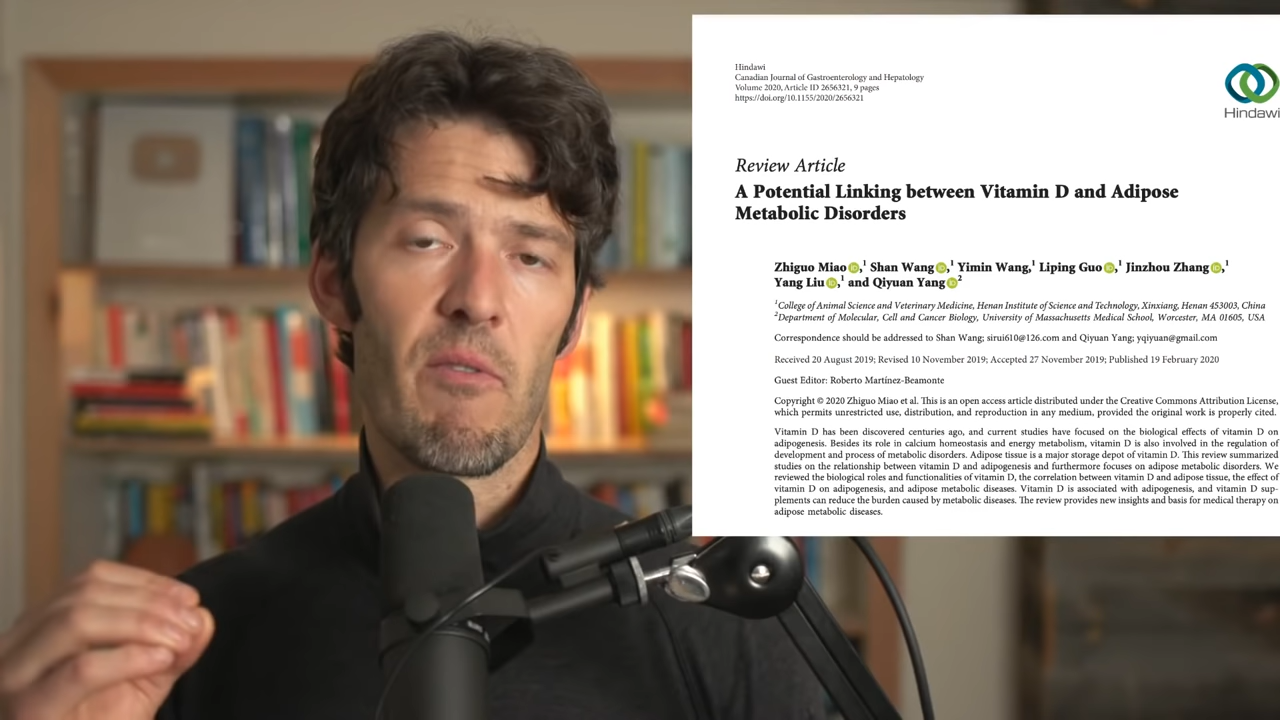 Hindawi
Canadian Journal of Gastroenterology and Hepatology
Volume 2020, Article ID 2656321, 9 pages
https://doi.org/10.1155/2020/2656321
Hindawi
Review Article
A Potential Linking between Vitamin D and Adipose
Metabolic Disorders
Zhiguo Miao iD,1 Shan Wang iD,1 Yimin Wang,1 Liping Guo iD,1 Jinzhou Zhang iD,1
Yang Liu iD,1 and Qiyuan Yang iD2
1College of Animal Science and Veterinary Medicine, Henan Institute of Science and Technology, Xinxiang, Henan 453003, China
2Department of Molecular, Cell and Cancer Biology, University of Massachusetts Medical School, Worcester, MA 01605, USA
Correspondence should be addressed to Shan Wang; sirui610@126.com and Qiyuan Yang; yqiyuan@gmail.com
Received 20 August 2019; Revised 10 November 2019; Accepted 27 November 2019; Published 19 February 2020
Guest Editor: Roberto Martínez-Beamonte
Copyright © 2020 Zhiguo Miao et al. This is an open access article distributed under the Creative Commons Attribution License,
which permits unrestricted use, distribution, and reproduction in any medium, provided the original work is properly cited.
Vitamin D has been discovered centuries ago, and current studies have focused on the biological effects of vitamin D on
adipogenesis. Besides its role in calcium homeostasis and energy metabolism, vitamin D is also involved in the regulation of
development and process of metabolic disorders. Adipose tissue is a major storage depot of vitamin D. This review summarized
studies on the relationship between vitamin D and adipogenesis and furthermore focuses on adipose metabolic disorders. We
reviewed the biological roles and functionalities of vitamin D, the correlation between vitamin D and adipose tissue, the effect of
vitamin D on adipogenesis, and adipose metabolic diseases. Vitamin D is associated with adipogenesis, and vitamin D sup-
plements can reduce the burden caused by metabolic diseases. The review provides new insights and basis for medical therapy on
adipose metabolic diseases.